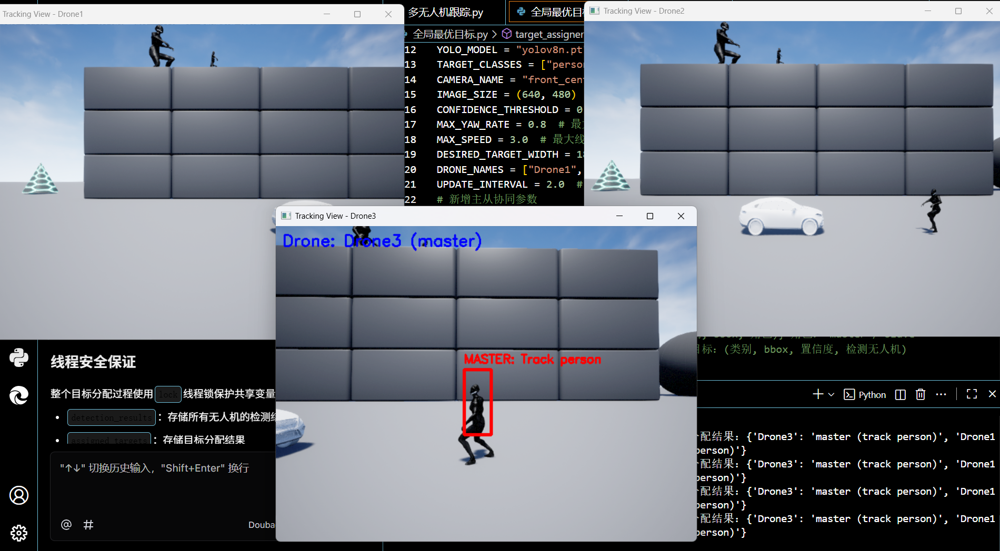 Tracking View - Drone1
多无人机跟踪.py
全局最优目
Tracking View - Drone2
全局最优目标.py
target_assigner
12 YOLO_MODEL = "yolov8n.pt
13 TARGET_CLASSES = ["person
14 CAMERA_NAME = "front_cen
15 IMAGE_SIZE = (640, 480)
16 CONFIDENCE_THRESHOLD = 0
17 MAX_YAW_RATE = 0.8 # 最
18 MAX_SPEED = 3.0 # 最大线
19 DESIRED_TARGET_WIDTH = 18
20 DRONE_NAMES = ["Drone1",
21 UPDATE_INTERVAL = 2.0 #
22 # 新增主从协同参数
Tracking View - Drone3
Drone: Drone3 (master)
MASTER: Track person
目标: (类别, bbox, 置信度, 检测无人机)
线程安全保证
整个目标分配过程使用 lock 线程锁保护共享变量
• detection_results : 存储所有无人机的检测结
• assigned_targets : 存储目标分配结果
"↑↓" 切换历史输入, "Shift+Enter" 换行
@ #
Douba
Python
配结果: {'Drone3': 'master (track person)', 'Drone1
person)'}
配结果: {'Drone3': 'master (track person)', 'Drone1
person)'}
配结果: {'Drone3': 'master (track person)', 'Drone1
person)'}
配结果: {'Drone3': 'master (track person)', 'Drone1
person)'}